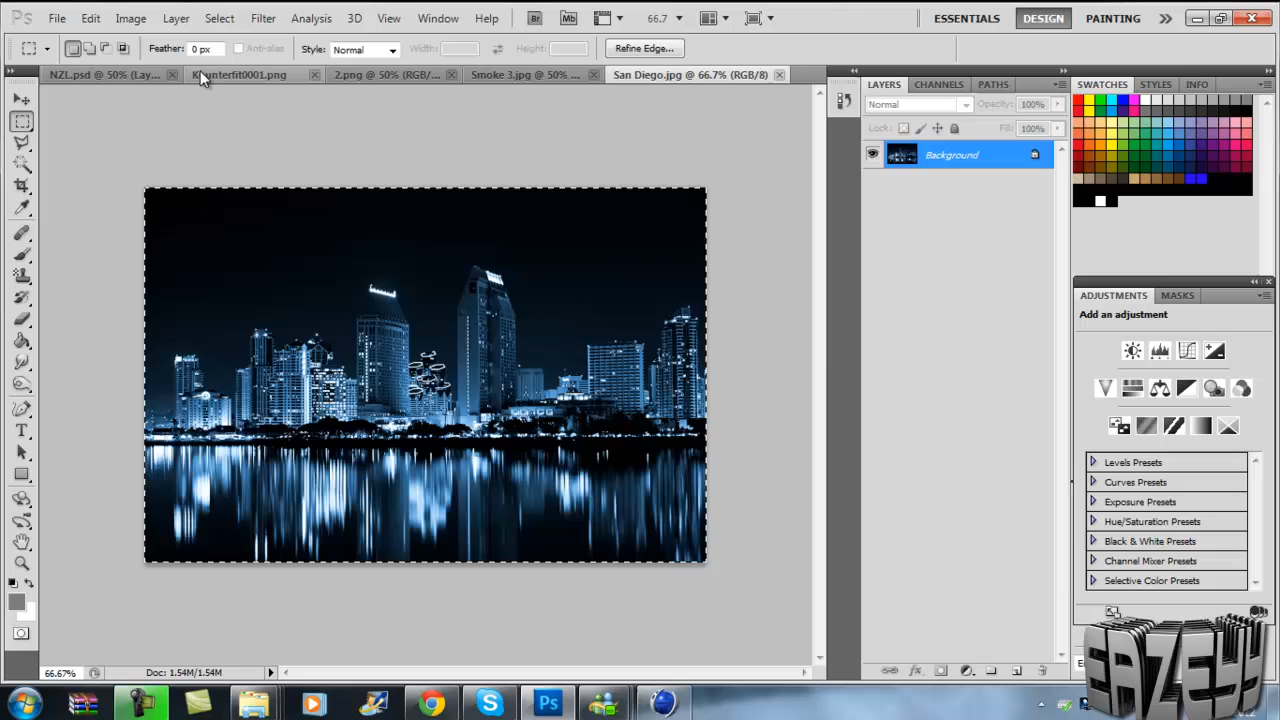 Ps File Edit Image Layer Select Filter Analysis 3D View Window Help Br Mb 66.7 ESSENTIALS DESIGN PAINTING
Feather: 0 px Anti-alias Style: Normal Width: Height: Refine Edge...
NZL.psd @ 50% (Lay... unterfit0001.png 2.png @ 50% (RGB/... Smoke 3.jpg @ 50% ... San Diego.jpg @ 66.7% (RGB/8)
LAYERS CHANNELS PATHS
Normal Opacity: 100%
Lock: Fill: 100%
Background
SWATCHES STYLES INFO
ADJUSTMENTS MASKS
Add an adjustment
Levels Presets
Curves Presets
Exposure Presets
Hue/Saturation Presets
Black & White Presets
Channel Mixer Presets
Selective Color Presets
66.67% Doc: 1.54M/1.54M
fx
Ps
EAZEHY